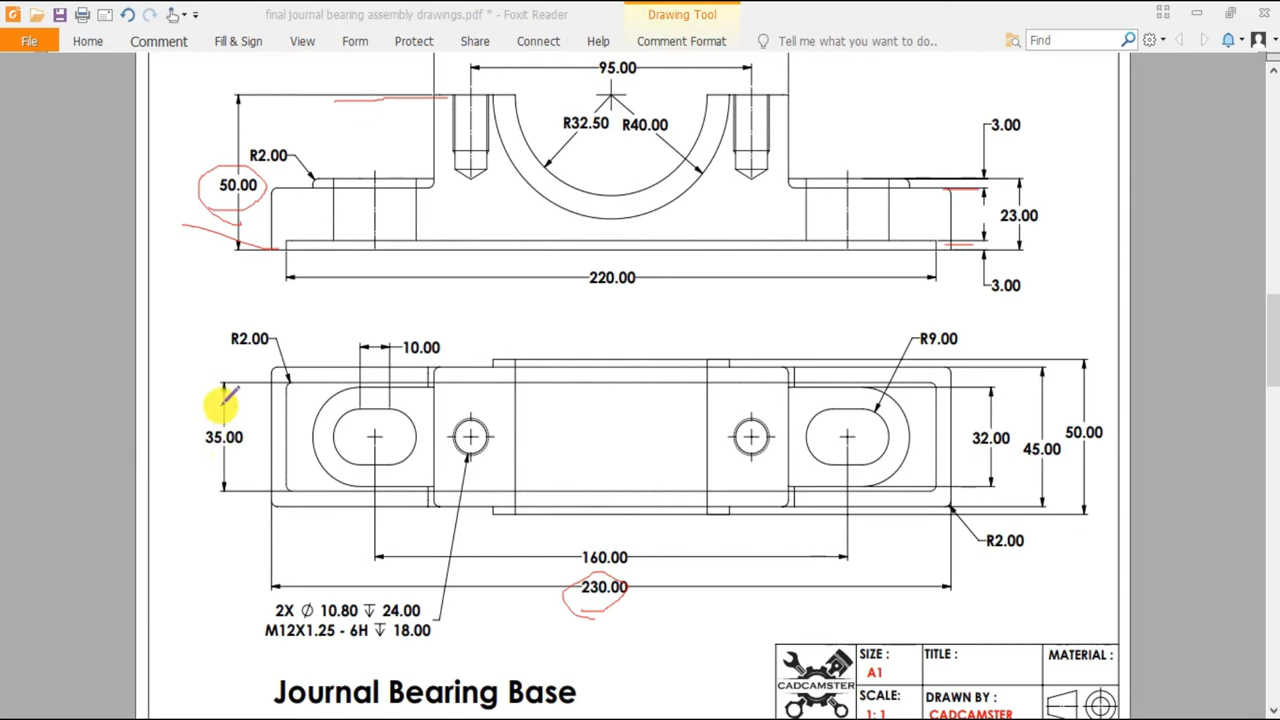 final journal bearing assembly drawings.pdf * - Foxit Reader
Drawing Tool
File Home Comment Fill & Sign View Form Protect Share Connect Help Comment Format Tell me what you want to do.. Find
95.00
R32.50 R40.00
3.00
R2.00
50.00
23.00
220.00
3.00
R2.00
10.00
R9.00
35.00
32.00
45.00
50.00
R2.00
160.00
230.00
2X ∅ 10.80 ↧ 24.00
M12X1.25 - 6H ↧ 18.00
Journal Bearing Base
CADCAMSTER
SIZE :
A1
TITLE :
MATERIAL :
SCALE:
1: 1
DRAWN BY :
CADCAMSTER